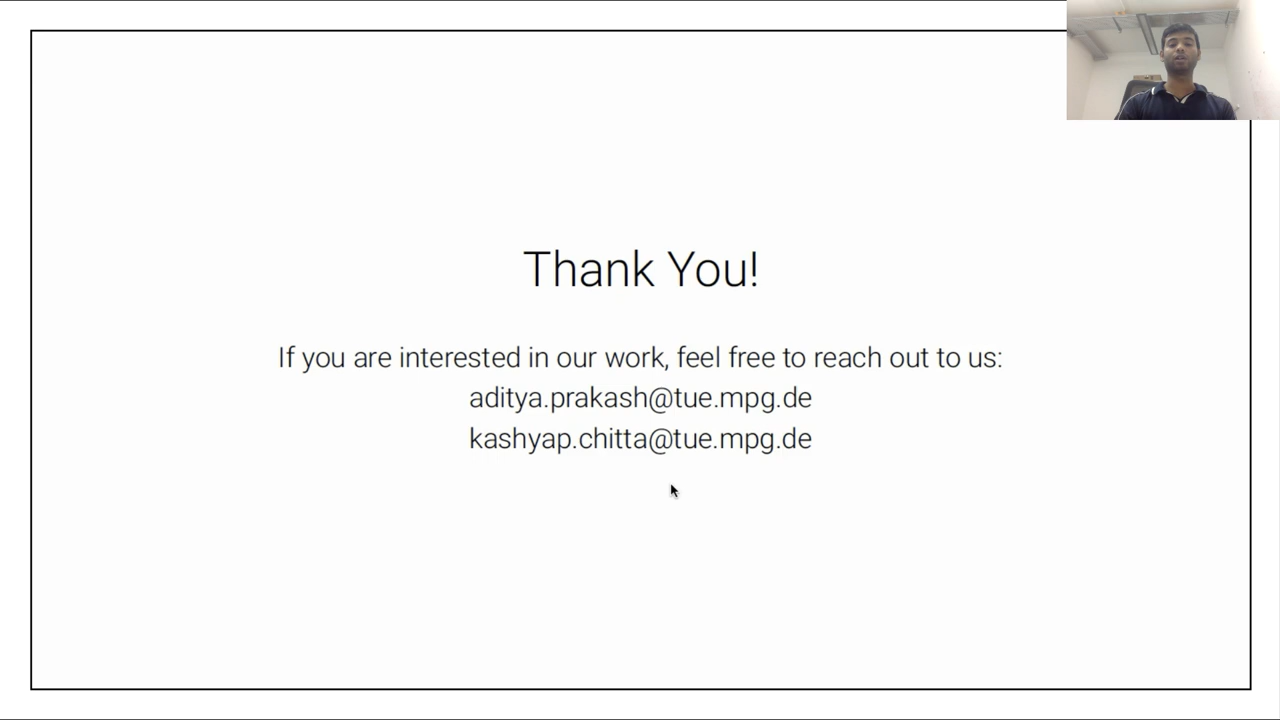 Thank You!
If you are interested in our work, feel free to reach out to us:
aditya.prakash@tue.mpg.de
kashyap.chitta@tue.mpg.de